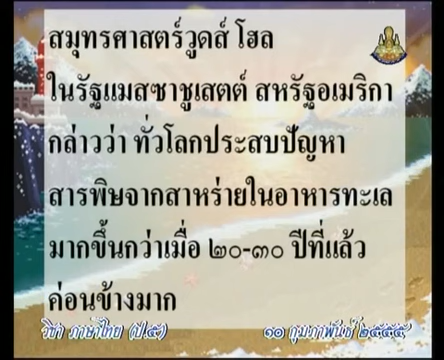 สมุทรศาสตร์วูดส์ โฮล
ในรัฐแมสซาชูเสตต์ สหรัฐอเมริกา
กล่าวว่า ทั่วโลกประสบปัญหา
สารพิษจากสาหร่ายในอาหารทะเล
มากขึ้นกว่าเมื่อ ๒๐-๓๐ ปีที่แล้ว
ค่อนข้างมาก
วิชา ภาษาไทย (ป.๕) ๑๐ กุมภาพันธ์ ๒๕๕๕